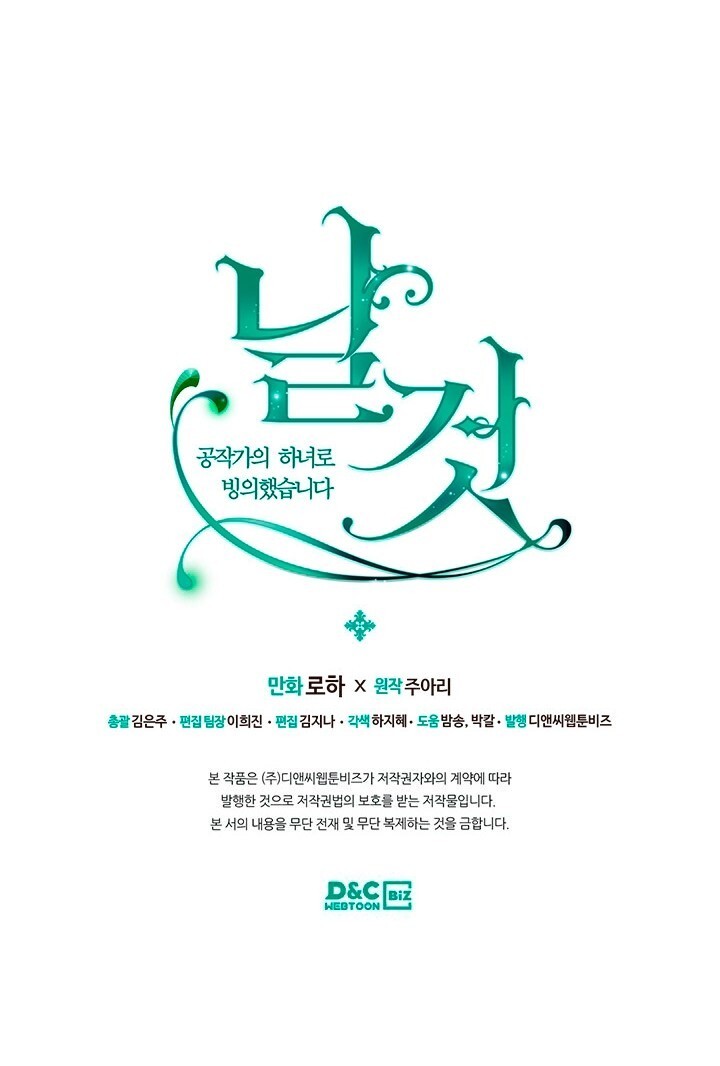 날것
공작가의 하녀로
빙의했습니다
만화 로하 X 원작 주아리
총괄 김은주 • 편집 팀장 이희진 • 편집 김지나 • 각색 하지혜 • 도움 밤송, 박칼 • 발행 디앤씨웹툰비즈
본 작품은 (주)디앤씨웹툰비즈가 저작권자와의 계약에 따라
발행한 것으로 저작권법의 보호를 받는 저작물입니다.
본 서의 내용을 무단 전재 및 무단 복제하는 것을 금합니다.
D&C
WEBTOON BiZ